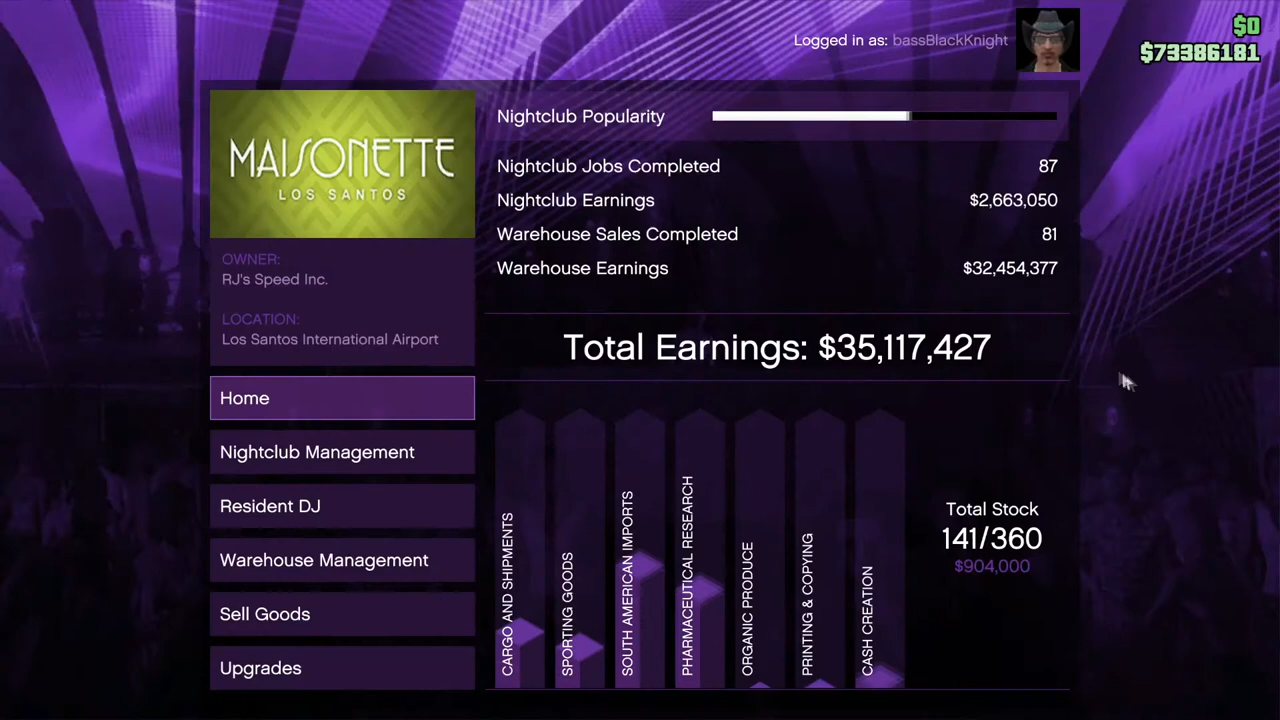 Logged in as: bassBlackKnight
$0
$73386181
MAISONETTE
LOS SANTOS
OWNER:
RJ's Speed Inc.
LOCATION:
Los Santos International Airport
Home
Nightclub Management
Resident DJ
Warehouse Management
Sell Goods
Upgrades
Nightclub Popularity
Nightclub Jobs Completed 87
Nightclub Earnings $2,663,050
Warehouse Sales Completed 81
Warehouse Earnings $32,454,377
Total Earnings: $35,117,427
CARGO AND SHIPMENTS
SPORTING GOODS
SOUTH AMERICAN IMPORTS
PHARMACEUTICAL RESEARCH
ORGANIC PRODUCE
PRINTING & COPYING
CASH CREATION
Total Stock
141/360
$904,000